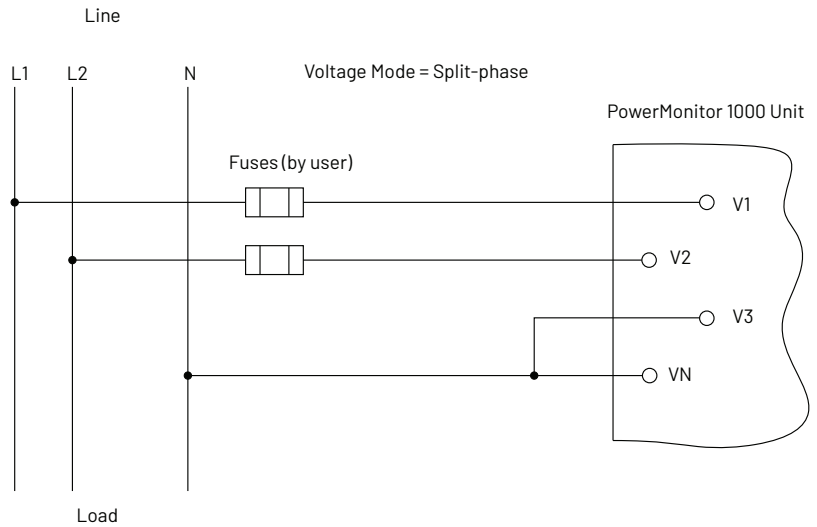 Line
L1 L2 N Voltage Mode = Split-phase
PowerMonitor 1000 Unit
Fuses (by user)
V1
V2
V3
VN
Load